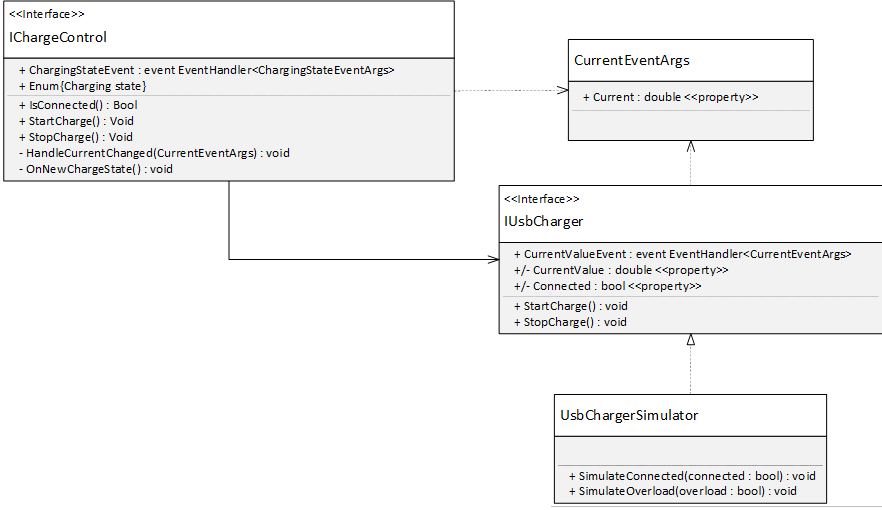 <<Interface>>
IChargeControl
+ ChargingStateEvent : event EventHandler<ChargingStateEventArgs>
+ Enum{Charging state}
+ IsConnected() : Bool
+ StartCharge() : Void
+ StopCharge() : Void
- HandleCurrentChanged(CurrentEventArgs) : void
- OnNewChargeState() : void
CurrentEventArgs
+ Current : double <<property>>
<<Interface>>
IUsbCharger
+ CurrentValueEvent : event EventHandler<CurrentEventArgs>
+/- CurrentValue : double <<property>>
+/- Connected : bool <<property>>
+ StartCharge() : void
+ StopCharge() : void
UsbChargerSimulator
+ SimulateConnected(connected : bool) : void
+ SimulateOverload(overload : bool) : void